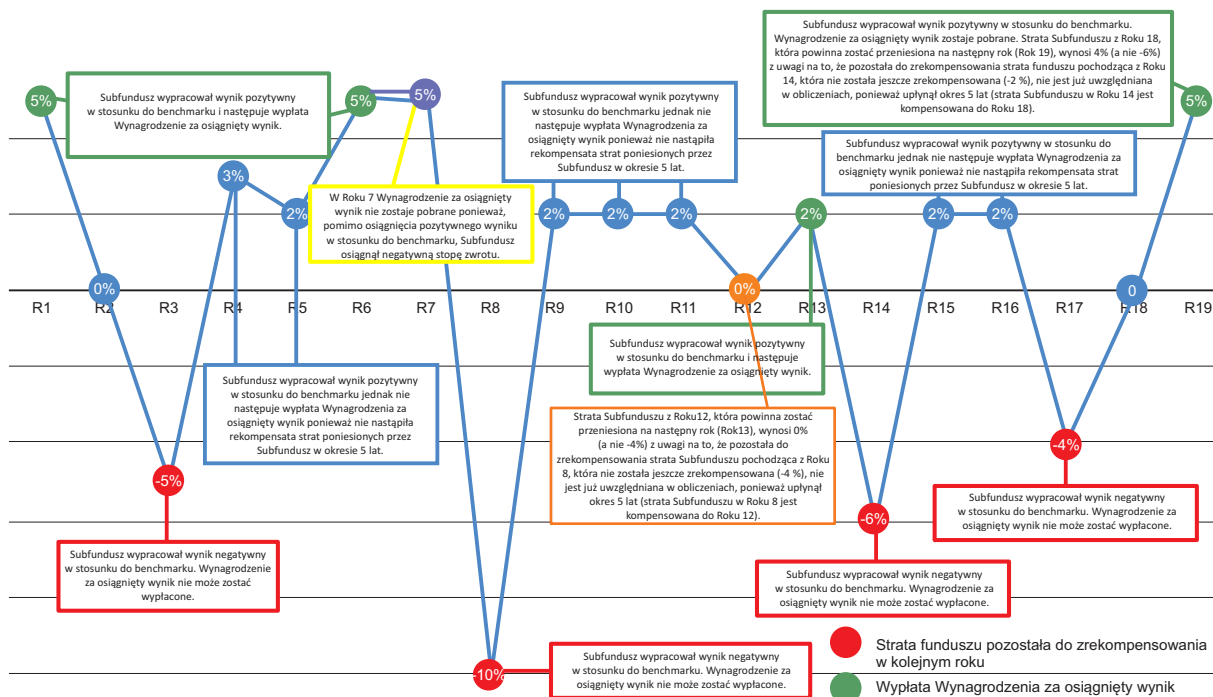 Subfundusz wypracował wynik pozytywny w stosunku do benchmarku.
Wynagrodzenie za osiągnięty wynik zostaje pobrane. Strata Subfunduszu z Roku 18,
która powinna zostać przeniesiona na następny rok (Rok 19), wynosi 4% (a nie -6%)
z uwagi na to, że pozostała do zrekompensowania strata funduszu pochodząca z Roku
14, która nie została jeszcze zrekompensowana (-2 %), nie jest już uwzględniana
w obliczeniach, ponieważ upłynął okres 5 lat (strata Subfunduszu w Roku 14 jest
kompensowana do Roku 18).
5%
5%
5%
5%
Subfundusz wypracował wynik pozytywny
w stosunku do benchmarku i następuje wypłata
Wynagrodzenie za osiągnięty wynik.
Subfundusz wypracował wynik pozytywny
w stosunku do benchmarku jednak nie
następuje wypłata Wynagrodzenia za
osiągnięty wynik ponieważ nie nastąpiła
rekompensata strat poniesionych przez
Subfundusz w okresie 5 lat.
Subfundusz wypracował wynik pozytywny w stosunku do
benchmarku jednak nie następuje wypłata Wynagrodzenia za
osiągnięty wynik ponieważ nie nastąpiła rekompensata strat
poniesionych przez Subfundusz w okresie 5 lat.
3%
W Roku 7 Wynagrodzenie za osiągnięty
wynik nie zostaje pobrane ponieważ,
pomimo osiągnięcia pozytywnego wyniku
w stosunku do benchmarku, Subfundusz
osiągnął negatywną stopę zwrotu.
2%
2%
2%
2%
2%
2%
2%
0%
0%
0
R1
R2
R3
R4
R5
R6
R7
R8
R9
R10
R11
R12
R13
R14
R15
R16
R17
R18
R19
Subfundusz wypracował wynik pozytywny
w stosunku do benchmarku i następuje
wypłata Wynagrodzenie za osiągnięty wynik.
Subfundusz wypracował wynik pozytywny
w stosunku do benchmarku jednak nie
następuje wypłata Wynagrodzenia za
osiągnięty wynik ponieważ nie nastąpiła
rekompensata strat poniesionych przez
Subfundusz w okresie 5 lat.
Strata Subfunduszu z Roku12, która powinna zostać
przeniesiona na następny rok (Rok13), wynosi 0%
(a nie -4%) z uwagi na to, że pozostała do
zrekompensowania strata Subfunduszu pochodząca z Roku
8, która nie została jeszcze zrekompensowana (-4 %), nie
jest już uwzględniana w obliczeniach, ponieważ upłynął
okres 5 lat (strata Subfunduszu w Roku 8 jest
kompensowana do Roku 12).
-4%
-5%
Subfundusz wypracował wynik negatywny
w stosunku do benchmarku. Wynagrodzenie za
osiągnięty wynik nie może zostać wypłacone.
-6%
Subfundusz wypracował wynik negatywny
w stosunku do benchmarku. Wynagrodzenie
za osiągnięty wynik nie może zostać
wypłacone.
Subfundusz wypracował wynik negatywny
w stosunku do benchmarku. Wynagrodzenie za
osiągnięty wynik nie może zostać wypłacone.
-10%
Subfundusz wypracował wynik negatywny
w stosunku do benchmarku. Wynagrodzenie za
osiągnięty wynik nie może zostać wypłacone.
Strata funduszu pozostała do zrekompensowania
w kolejnym roku
Wypłata Wynagrodzenia za osiągnięty wynik